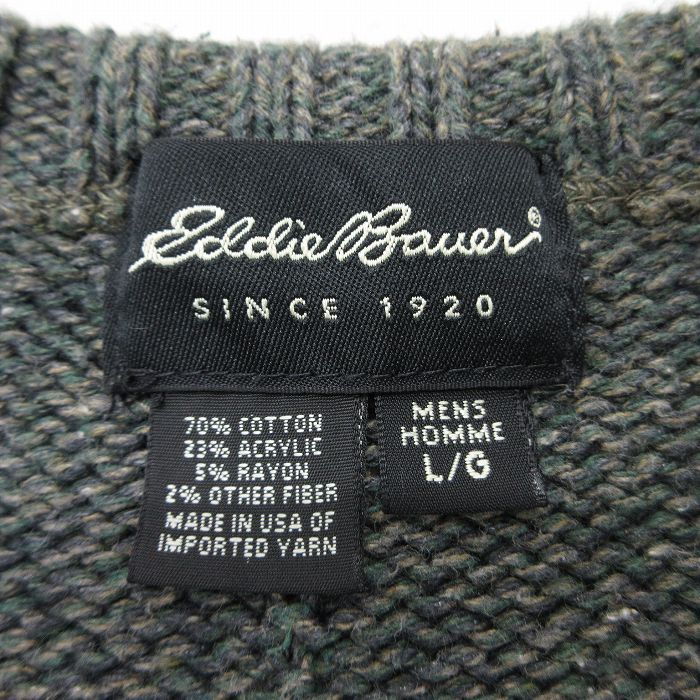 Eddie Bauer®
SINCE 1920
70% COTTON
23% ACRYLIC
5% RAYON
2% OTHER FIBER
MADE IN USA OF
IMPORTED YARN
MENS
HOMME
L/G